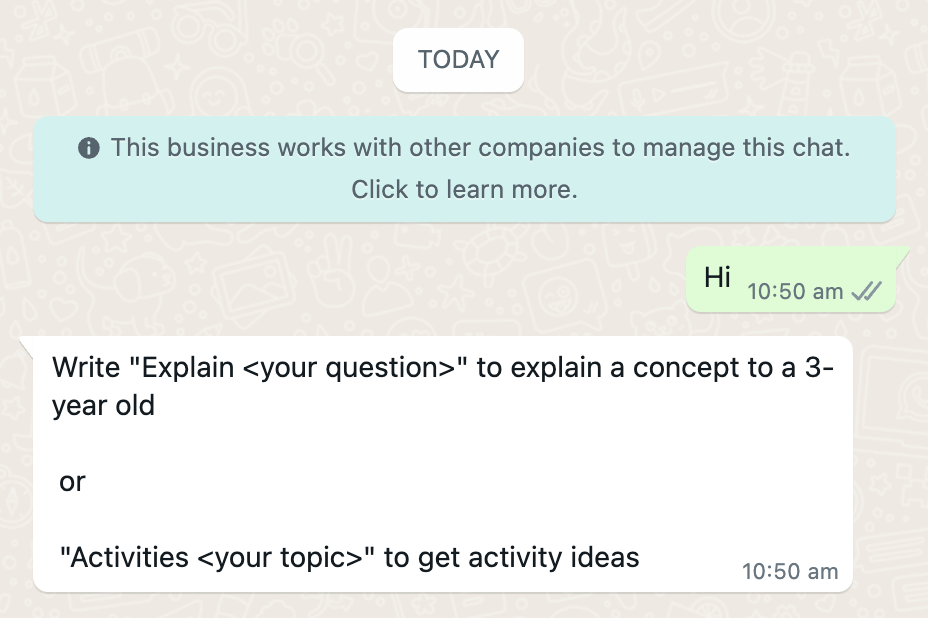 TODAY
This business works with other companies to manage this chat.
Click to learn more.
Hi
10:50 am
Write "Explain <your question>" to explain a concept to a 3-
year old
or
"Activities <your topic>" to get activity ideas
10:50 am